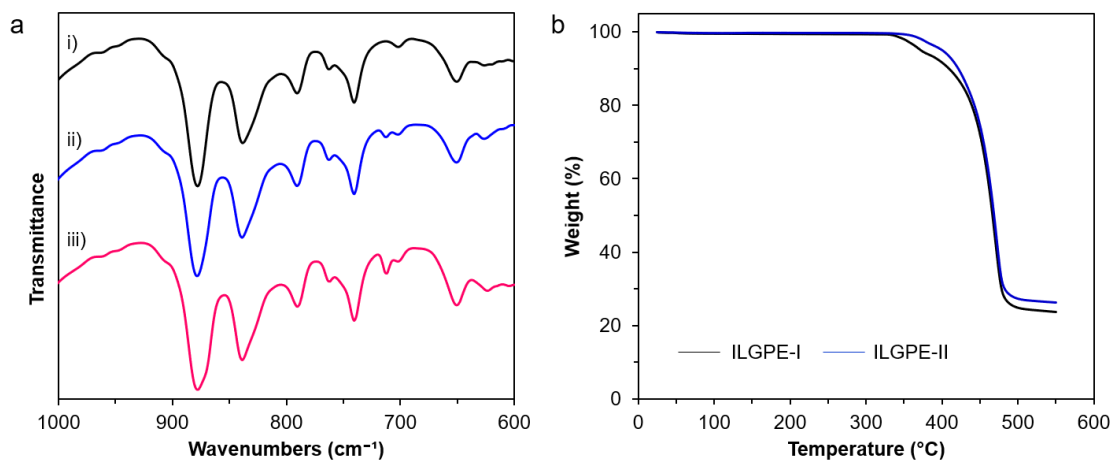 a
i)
ii)
iii)
Transmittance
1000 900 800 700 600
Wavenumbers (cm⁻¹)
b
100
80
60
40
20
0
Weight (%)
ILGPE-I ILGPE-II
0 100 200 300 400 500 600
Temperature (°C)